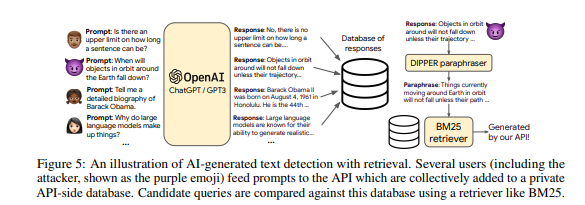 Prompt: Is there an
upper limit on how long
a sentence can be?
Prompt: When will
objects in orbit
around the Earth fall down?
Prompt: Tell me a
detailed biography of
Barack Obama.
Prompt: Why do large
language models make
up things?
...
OpenAI
ChatGPT / GPT3
Response: No, there is no
upper limit on how long a
sentence can be....
Response: Objects in orbit
around will not fall down
unless their trajectory...
Response: Barack Obama II
was born on August 4, 1961 in
Honolulu. He is the 44th ...
Response: Large language
models are known for their
ability to generate realistic...
...
Database of
responses
Response: Objects in orbit
around will not fall down
unless their trajectory ...
DIPPER paraphraser
Paraphrase: Things currently
moving around Earth in orbit
will not fall unless their path ...
BM25
retriever
Generated
by our API!
Figure 5: An illustration of AI-generated text detection with retrieval. Several users (including the
attacker, shown as the purple emoji) feed prompts to the API which are collectively added to a private
API-side database. Candidate queries are compared against this database using a retriever like BM25.